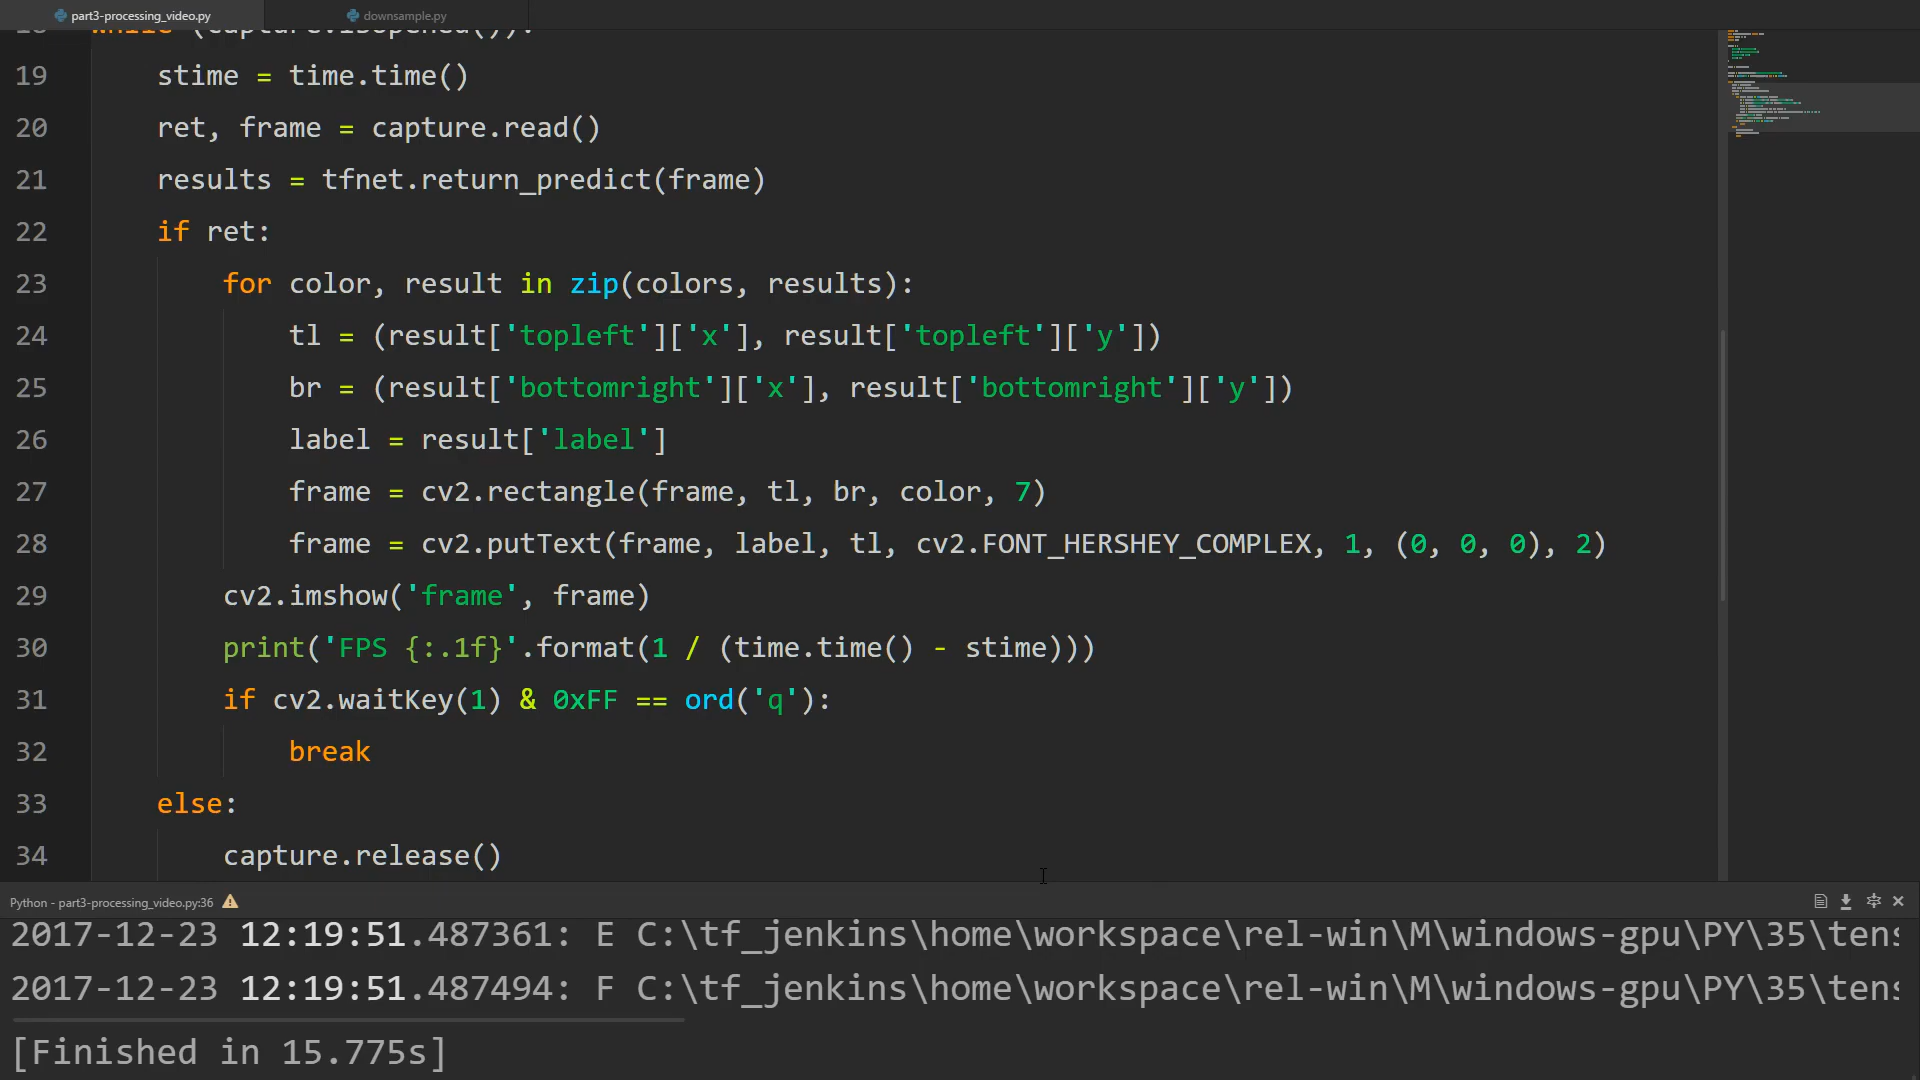 part3-processing_video.py
downsample.py
18 while (capture.isOpened()):
19 stime = time.time()
20 ret, frame = capture.read()
21 results = tfnet.return_predict(frame)
22 if ret:
23 for color, result in zip(colors, results):
24 tl = (result['topleft']['x'], result['topleft']['y'])
25 br = (result['bottomright']['x'], result['bottomright']['y'])
26 label = result['label']
27 frame = cv2.rectangle(frame, tl, br, color, 7)
28 frame = cv2.putText(frame, label, tl, cv2.FONT_HERSHEY_COMPLEX, 1, (0, 0, 0), 2)
29 cv2.imshow('frame', frame)
30 print('FPS {:.1f}'.format(1 / (time.time() - stime)))
31 if cv2.waitKey(1) & 0xFF == ord('q'):
32 break
33 else:
34 capture.release()
Python - part3-processing_video.py:36
2017-12-23 12:19:51.487361: E C:\tf_jenkins\home\workspace\rel-win\M\windows-gpu\PY\35\tens
2017-12-23 12:19:51.487494: F C:\tf_jenkins\home\workspace\rel-win\M\windows-gpu\PY\35\tens
[Finished in 15.775s]